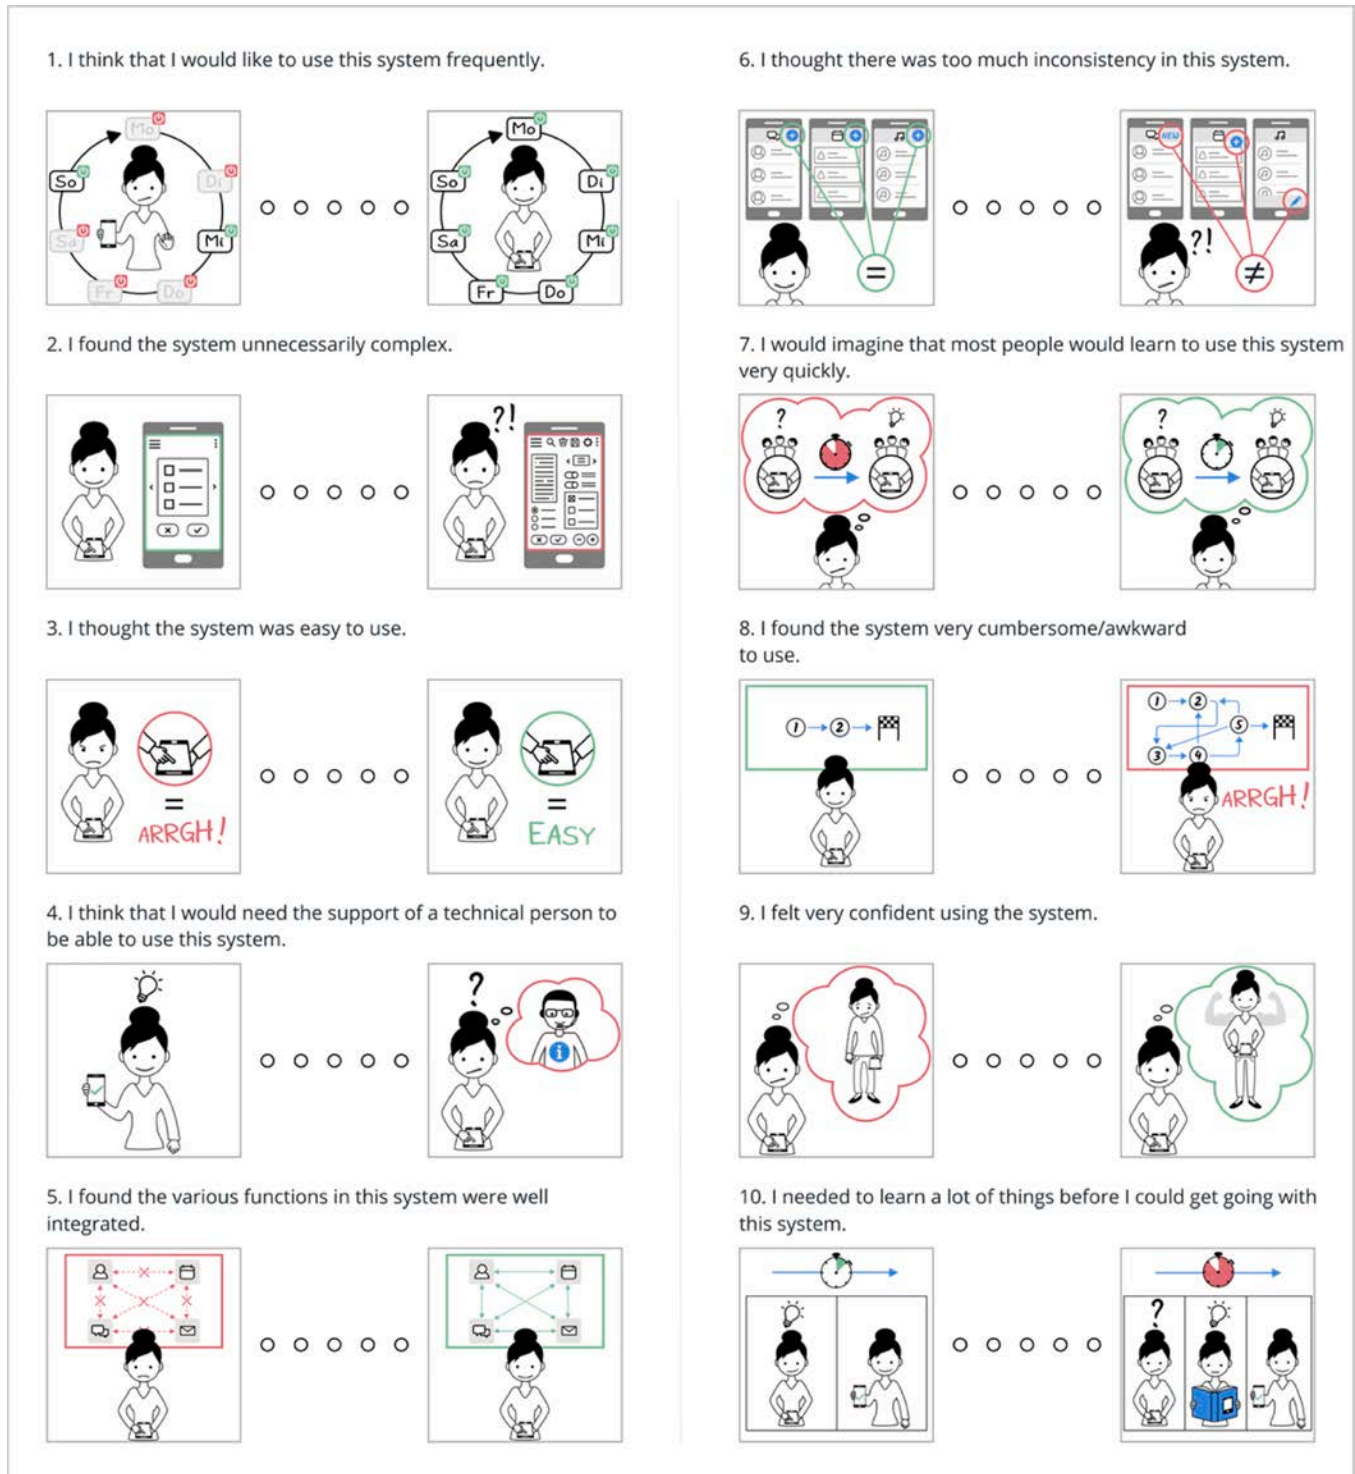 1. I think that I would like to use this system frequently.
Mo
So
Di
Sa
Mi
Fr
Do
Mo
So
Di
Sa
Mi
Fr
Do
2. I found the system unnecessarily complex.
?!
3. I thought the system was easy to use.
=
ARRGH!
=
EASY
4. I think that I would need the support of a technical person to
be able to use this system.
?
i
5. I found the various functions in this system were well
integrated.
6. I thought there was too much inconsistency in this system.
=
NEW
?!
≠
7. I would imagine that most people would learn to use this system
very quickly.
?
?
8. I found the system very cumbersome/awkward
to use.
1 2
1 2
5
3 4
ARRGH!
9. I felt very confident using the system.
10. I needed to learn a lot of things before I could get going with
this system.
?